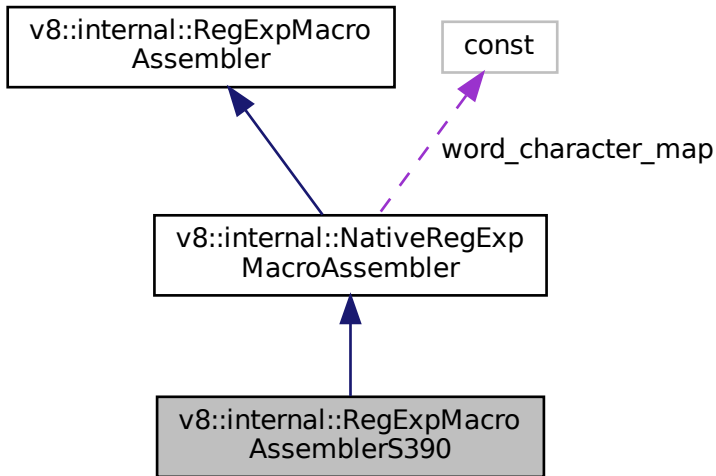 v8::internal::RegExpMacro
Assembler
const
word_character_map
v8::internal::NativeRegExp
MacroAssembler
v8::internal::RegExpMacro
AssemblerS390